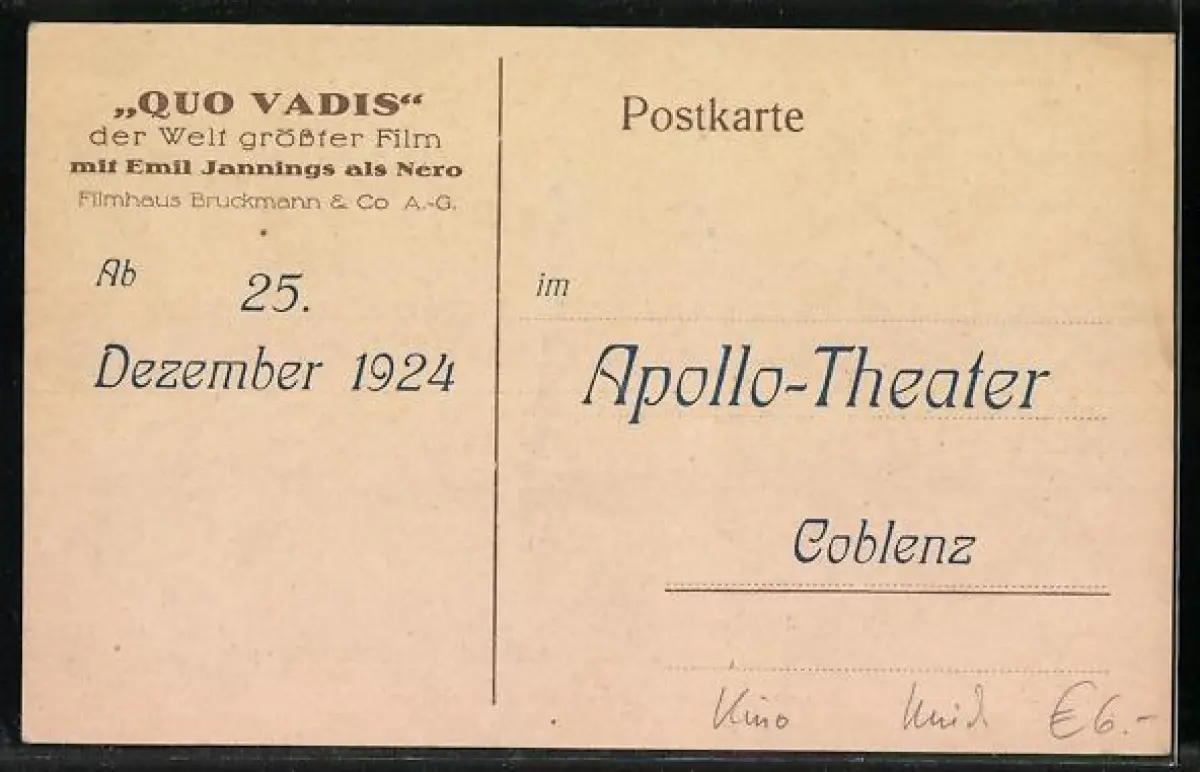 „QUO VADIS“
der Welt größter Film
mit Emil Jannings als Nero
Filmhaus Bruckmann & Co A.-G.
Ab 25.
Dezember 1924
Postkarte
im
Apollo-Theater
Coblenz
Kino € 6.-